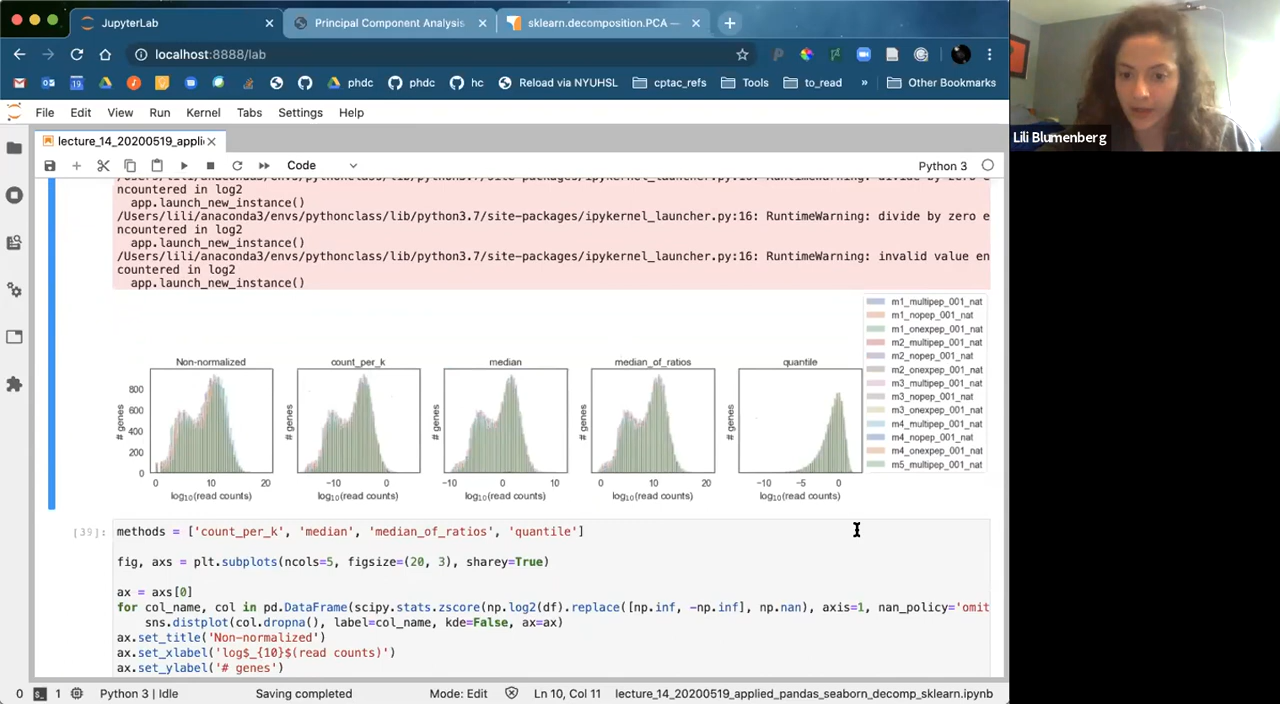 JupyterLab
Principal Component Analysis
sklearn.decomposition.PCA —
localhost:8888/lab
phdc
phdc
hc
Reload via NYUHSL
cptac_refs
Tools
to_read
»
Other Bookmarks
Lili Blumenberg
File Edit View Run Kernel Tabs Settings Help
lecture_14_20200519_appli
Code
Python 3
ncountered in log2
app.launch_new_instance()
/Users/lili/anaconda3/envs/pythonclass/lib/python3.7/site-packages/ipykernel_launcher.py:16: RuntimeWarning: divide by zero e
ncountered in log2
app.launch_new_instance()
/Users/lili/anaconda3/envs/pythonclass/lib/python3.7/site-packages/ipykernel_launcher.py:16: RuntimeWarning: invalid value en
countered in log2
app.launch_new_instance()
m1_multipep_001_nat
m1_nopep_001_nat
m1_onexpep_001_nat
m2_multipep_001_nat
m2_nopep_001_nat
m2_onexpep_001_nat
m3_multipep_001_nat
m3_nopep_001_nat
m3_onexpep_001_nat
m4_multipep_001_nat
m4_nopep_001_nat
m4_onexpep_001_nat
m5_multipep_001_nat
Non-normalized count_per_k median median_of_ratios quantile
800
600
400
200
0
# genes # genes # genes # genes # genes
0 10 20 −10 0 −10 0 10 0 10 20 −10 −5 0
log10(read counts) log10(read counts) log10(read counts) log10(read counts) log10(read counts)
[39]:
methods = ['count_per_k', 'median', 'median_of_ratios', 'quantile']
fig, axs = plt.subplots(ncols=5, figsize=(20, 3), sharey=True)
ax = axs[0]
for col_name, col in pd.DataFrame(scipy.stats.zscore(np.log2(df).replace([np.inf, -np.inf], np.nan), axis=1, nan_policy='omit
sns.distplot(col.dropna(), label=col_name, kde=False, ax=ax)
ax.set_title('Non-normalized')
ax.set_xlabel('log$_{10}$(read counts)')
ax.set_ylabel('# genes')
0 1 Python 3 | Idle Saving completed Mode: Edit Ln 10, Col 11 lecture_14_20200519_applied_pandas_seaborn_decomp_sklearn.ipynb